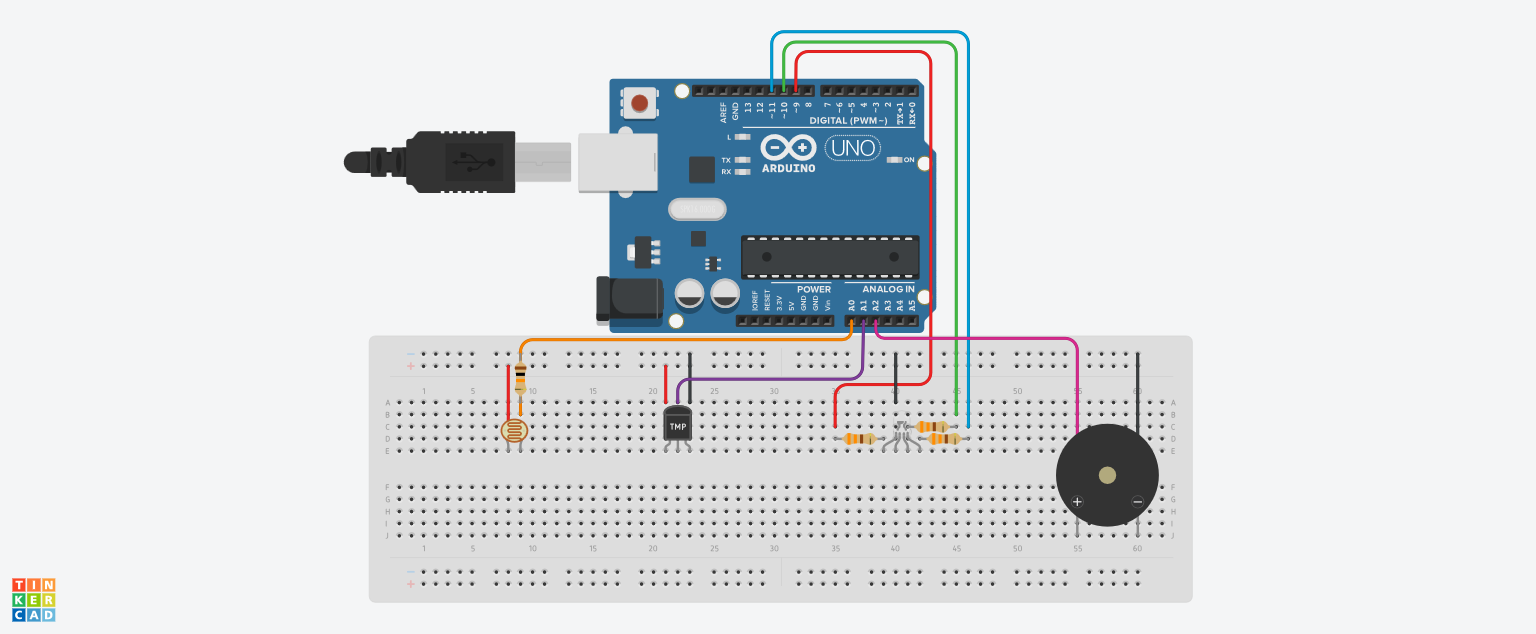 AREF GND 13 12 ~11 ~10 ~9 8 7 ~6 ~5 4 ~3 2 TX→1 RX←0
DIGITAL (PWM~)
L
TX
RX
UNO
ON
ARDUINO
POWER ANALOG IN
IOREF RESET 3.3V 5V GND GND Vin A0 A1 A2 A3 A4 A5
− −
+ +
1 5 10 15 20 25 30 35 40 45 50 55 60
A A
B B
C C
TMP
D D
E E
F F
G G
+ −
H H
I I
J J
1 5 10 15 20 25 30 35 40 45 50 55 60
−
+
TIN
KER
CAD